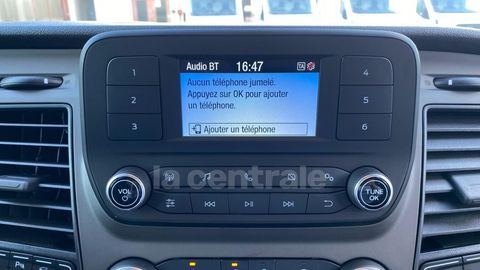 Audio BT 16:47 TA
Aucun téléphone jumelé.
Appuyez sur OK pour ajouter
un téléphone.
Ajouter un téléphone
1
4
2
5
3
6
la centrale
VOL
TUNE
OK